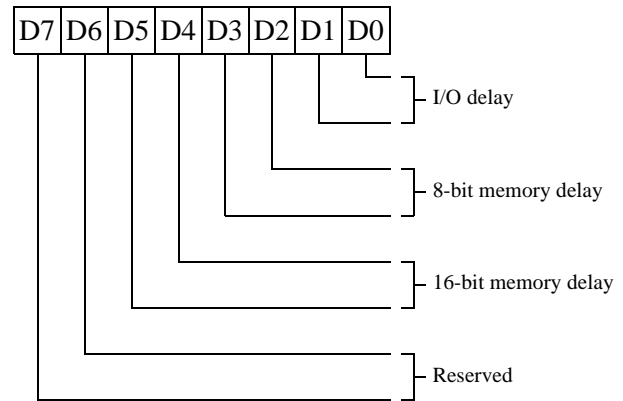 D7 D6 D5 D4 D3 D2 D1 D0
I/O delay
8-bit memory delay
16-bit memory delay
Reserved